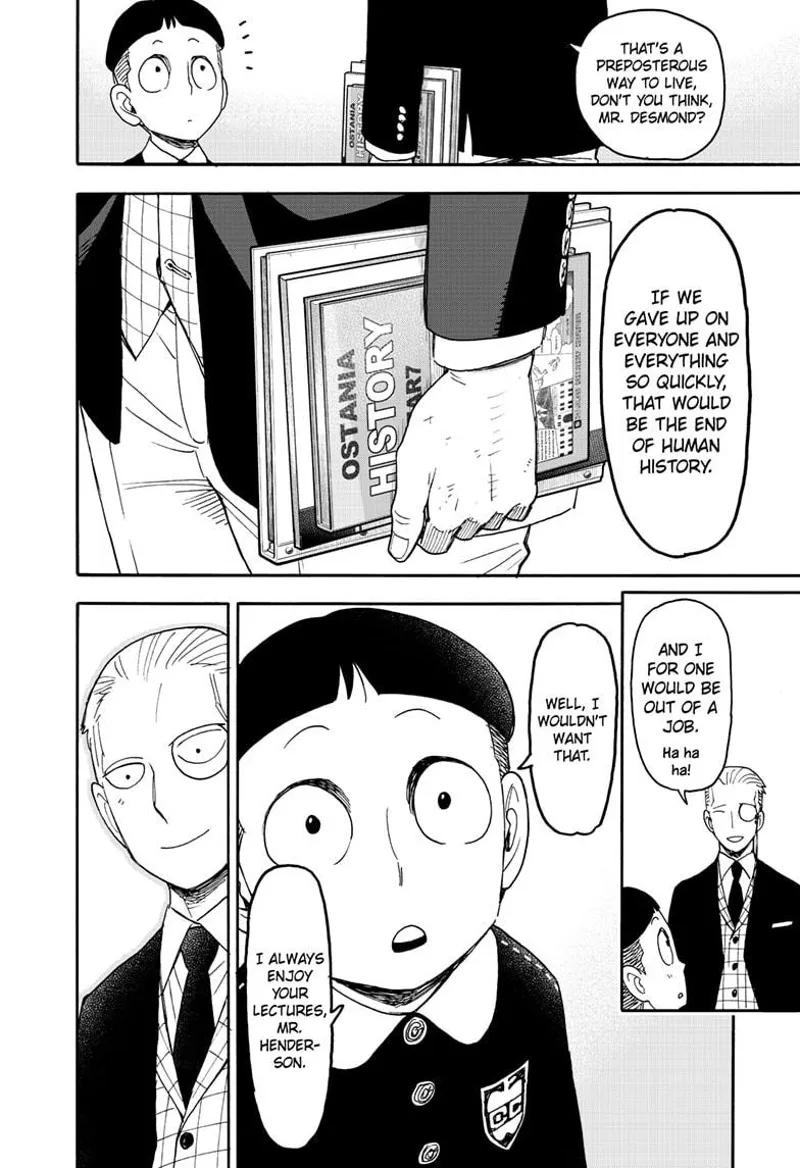 THAT'S A
PREPOSTEROUS
WAY TO LIVE,
DON'T YOU THINK,
MR. DESMOND?
OSTANIA
HISTORY
IF WE
GAVE UP ON
EVERYONE AND
EVERYTHING
SO QUICKLY,
THAT WOULD
BE THE END
OF HUMAN
HISTORY.
OSTANIA
HISTORY
AND I
FOR ONE
WOULD BE
OUT OF A
JOB.
Ha ha
ha!
WELL, I
WOULDN'T
WANT
THAT.
I ALWAYS
ENJOY
YOUR
LECTURES,
MR.
HENDER-
SON.